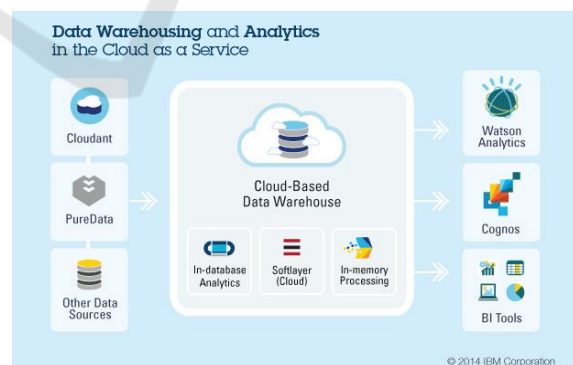 Data Warehousing and Analytics
in the Cloud as a Service
Cloudant
PureData
Other Data
Sources
Cloud-Based
Data Warehouse
In-database
Analytics
Softlayer
(Cloud)
In-memory
Processing
Watson
Analytics
Cognos
BI Tools
© 2014 IBM Corporation